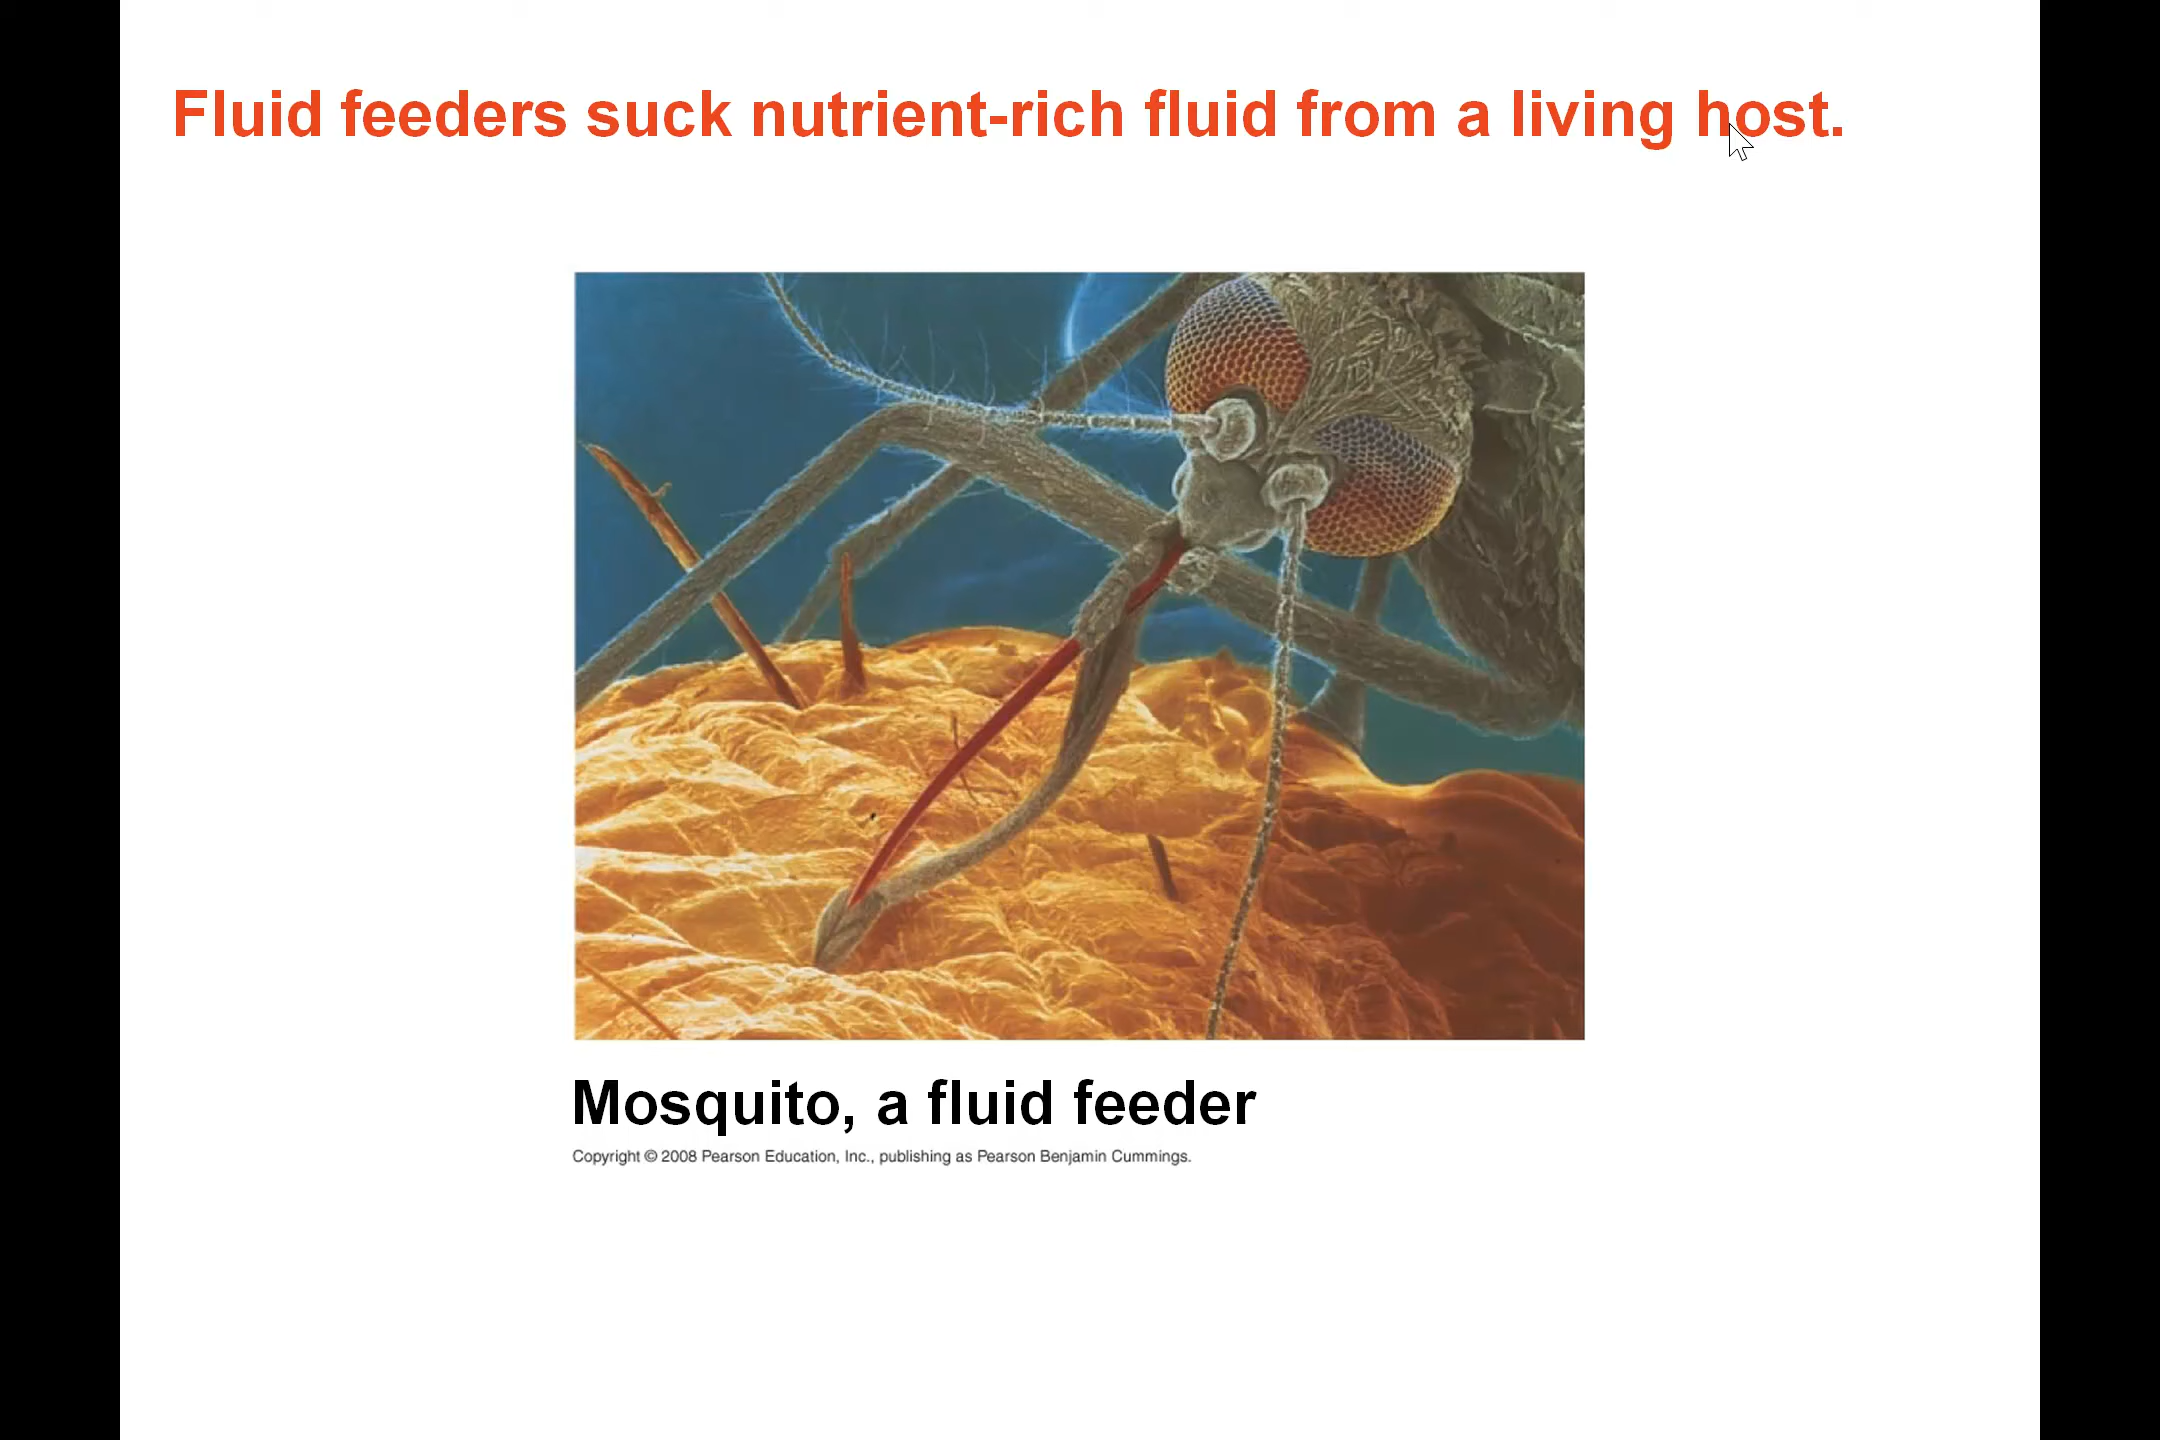 Fluid feeders suck nutrient-rich fluid from a living host.
Mosquito, a fluid feeder
Copyright © 2008 Pearson Education, Inc., publishing as Pearson Benjamin Cummings.